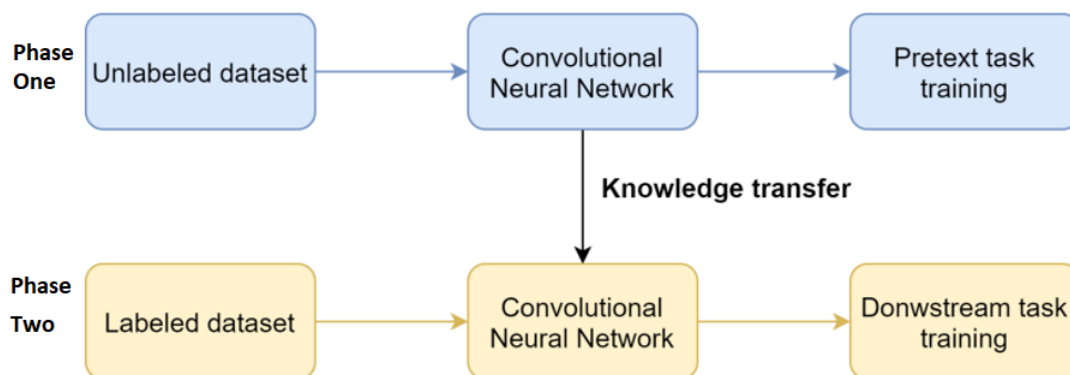 Phase
One
Unlabeled dataset
Convolutional
Neural Network
Pretext task
training
Knowledge transfer
Phase
Two
Labeled dataset
Convolutional
Neural Network
Donwstream task
training